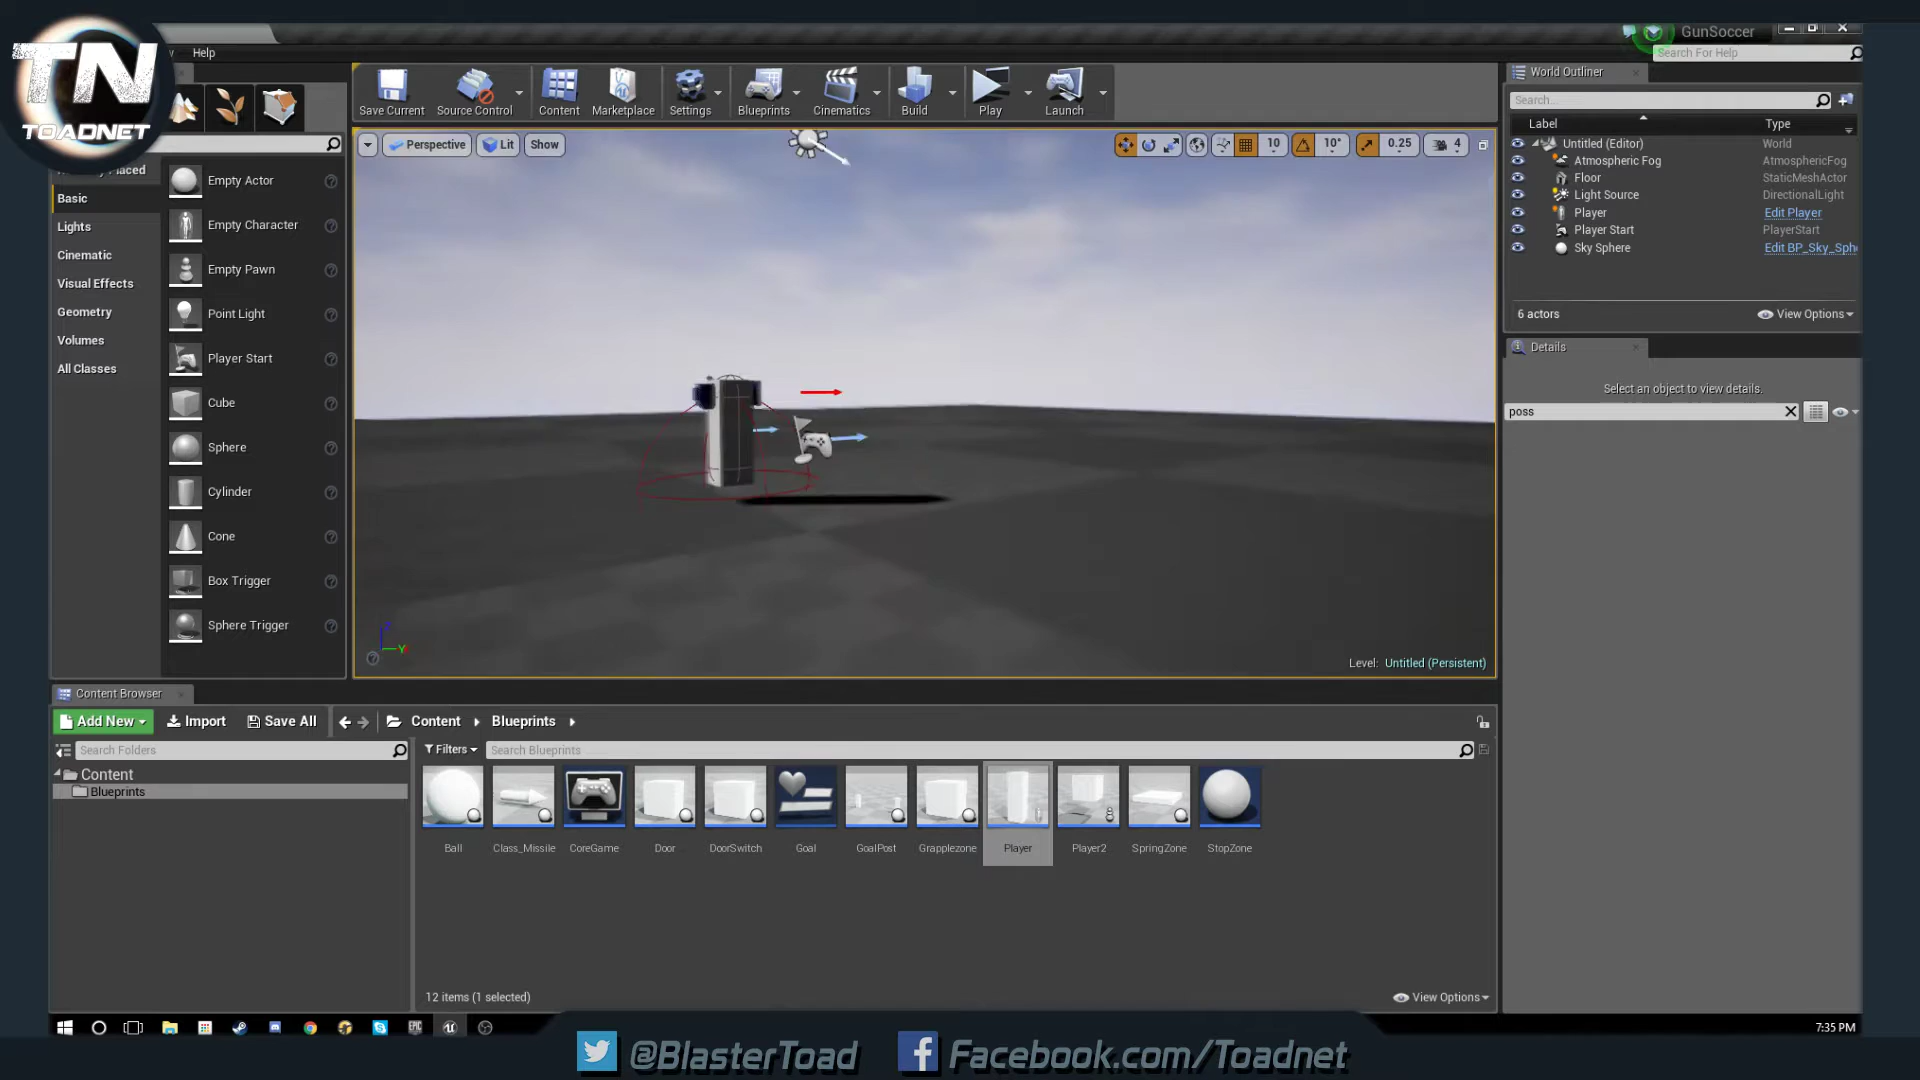 TN
TOADNET
Help
GunSoccer
Search For Help
Save Current
Source Control
Content
Marketplace
Settings
Blueprints
Cinematics
Build
Play
Launch
Perspective
Lit
Show
10
10°
0.25
4
World Outliner
Search...
Label
Type
Untitled (Editor)
World
Atmospheric Fog
AtmosphericFog
Floor
StaticMeshActor
Light Source
DirectionalLight
Player
Edit Player
Player Start
PlayerStart
Sky Sphere
Edit BP_Sky_Sph
6 actors
View Options
Details
Select an object to view details.
poss
Placed
Basic
Lights
Cinematic
Visual Effects
Geometry
Volumes
All Classes
Empty Actor
Empty Character
Empty Pawn
Point Light
Player Start
Cube
Sphere
Cylinder
Cone
Box Trigger
Sphere Trigger
Z
Y
Level: Untitled (Persistent)
Content Browser
Add New
Import
Save All
Content
Blueprints
Search Folders
Filters
Search Blueprints
Content
Blueprints
Ball
Class_Missile
CoreGame
Door
DoorSwitch
Goal
GoalPost
Grapplezone
Player
Player2
SpringZone
StopZone
12 items (1 selected)
View Options
EPIC
7:35 PM
@BlasterToad
Facebook.com/Toadnet